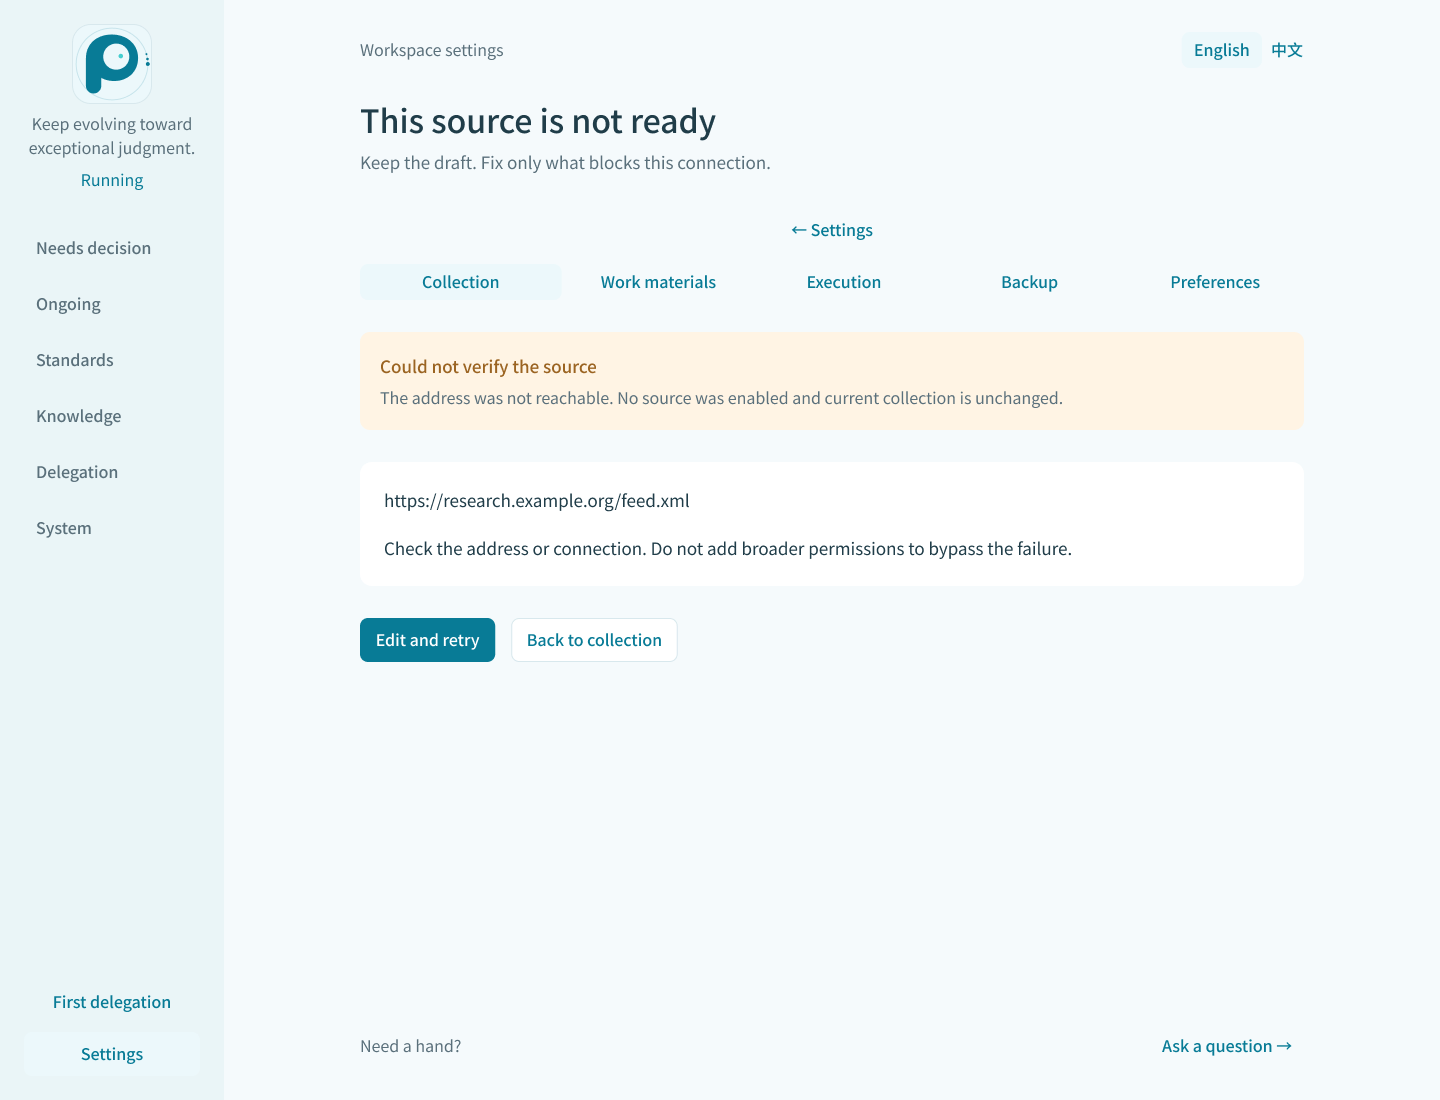 Keep evolving toward
exceptional judgment.
Running
Needs decision
Ongoing
Standards
Knowledge
Delegation
System
First delegation
Settings
Workspace settings
English 中文
This source is not ready
Keep the draft. Fix only what blocks this connection.
← Settings
Collection Work materials Execution Backup Preferences
Could not verify the source
The address was not reachable. No source was enabled and current collection is unchanged.
https://research.example.org/feed.xml
Check the address or connection. Do not add broader permissions to bypass the failure.
Edit and retry Back to collection
Need a hand? Ask a question →